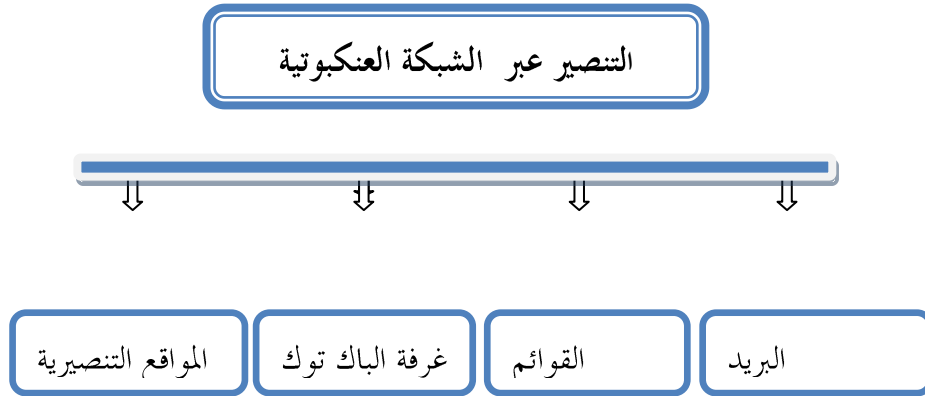 التنصير عبر الشبكة العنكبوتية
البريد
القوائم
غرفة الباك توك
المواقع التنصيرية